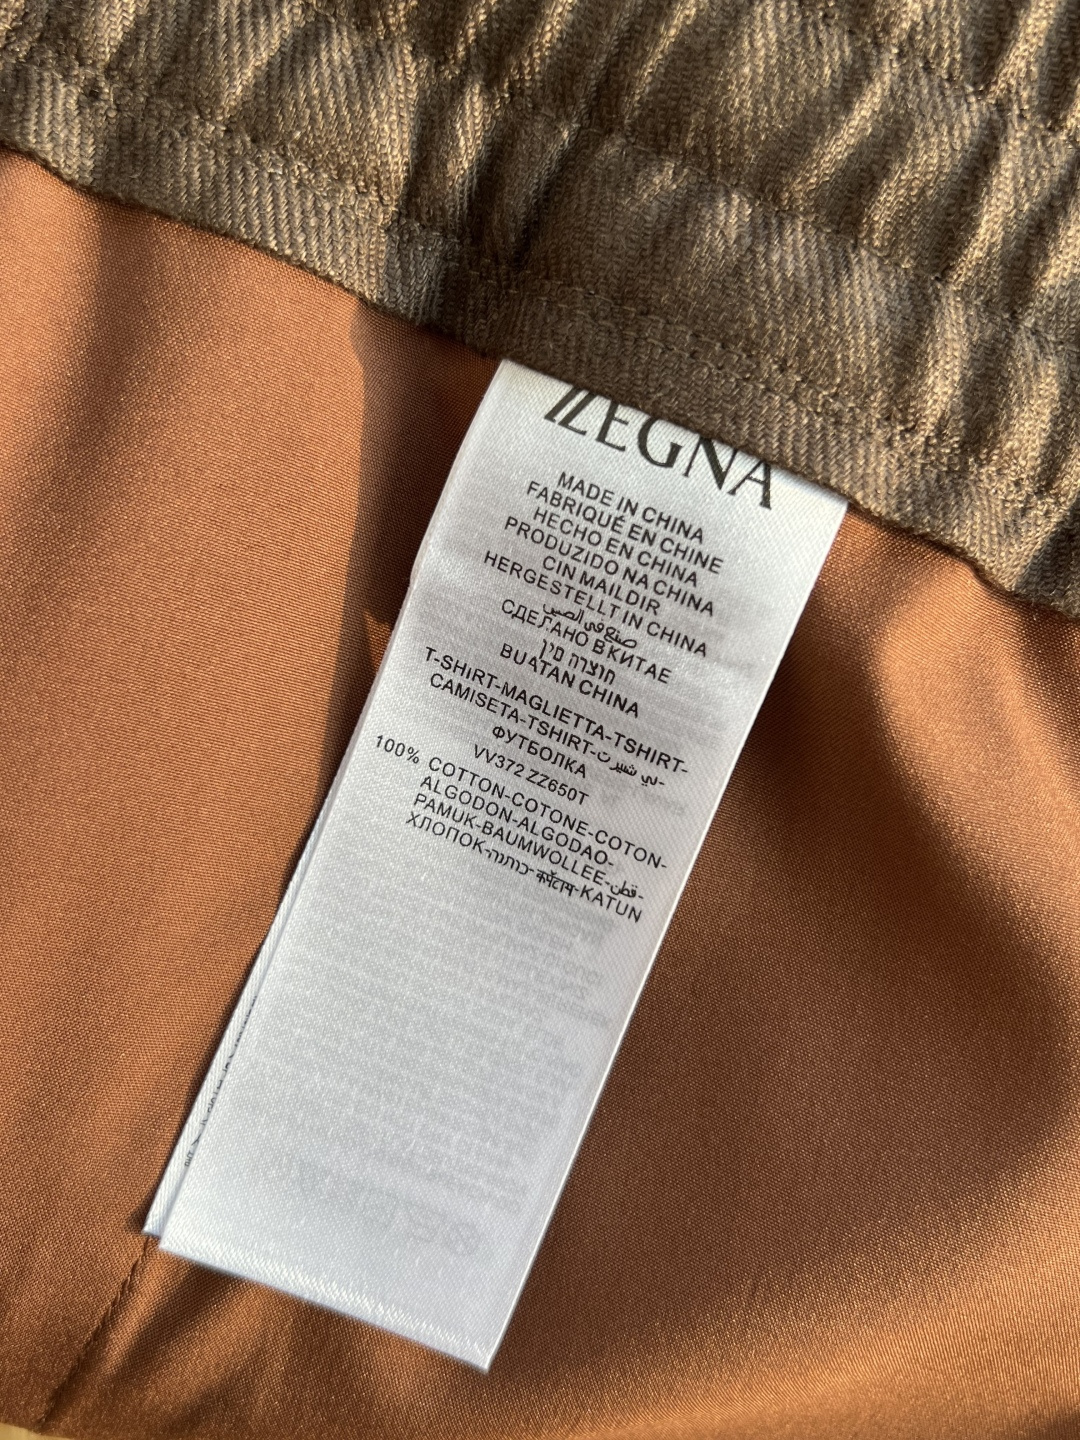 ZEGNA
MADE IN CHINA
FABRIQUÉ EN CHINE
HECHO EN CHINA
PRODUZIDO NA CHINA
CIN MAILDIR
HERGESTELLT IN CHINA
صنع في الصين
СДЕЛАНО В КИТАЕ
תוצרה סין
BUATAN CHINA
T-SHIRT-MAGLIETTA-TSHIRT-
CAMISETA-TSHIRT-تي شيرت-
ФУТБОЛКА
VV372 ZZ650T
100% COTTON-COTONE-COTON-
ALGODON-ALGODAO-
PAMUK-BAUMWOLLEE-قطن-
ХЛОПОК-כותנה-KATUN